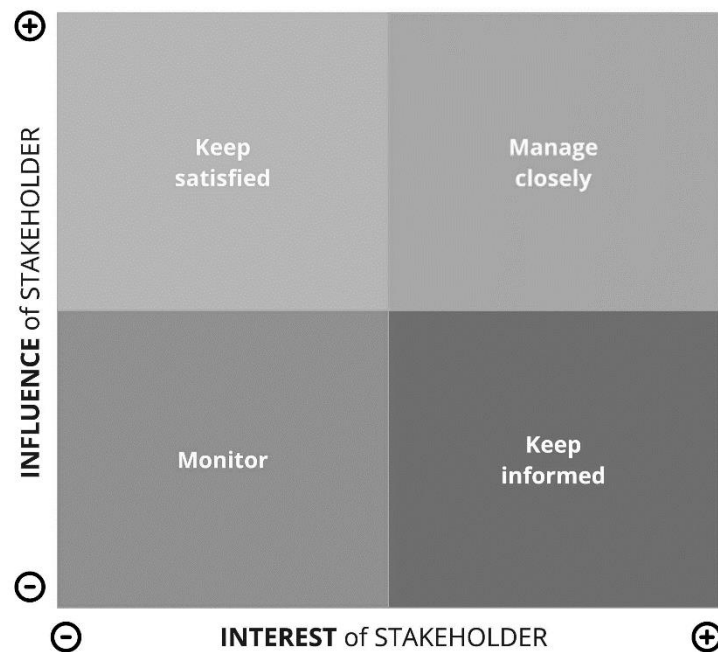 Keep
satisfied
Manage
closely
Monitor
Keep
informed
INFLUENCE of STAKEHOLDER
INTEREST of STAKEHOLDER